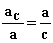 a_c/a = a/c